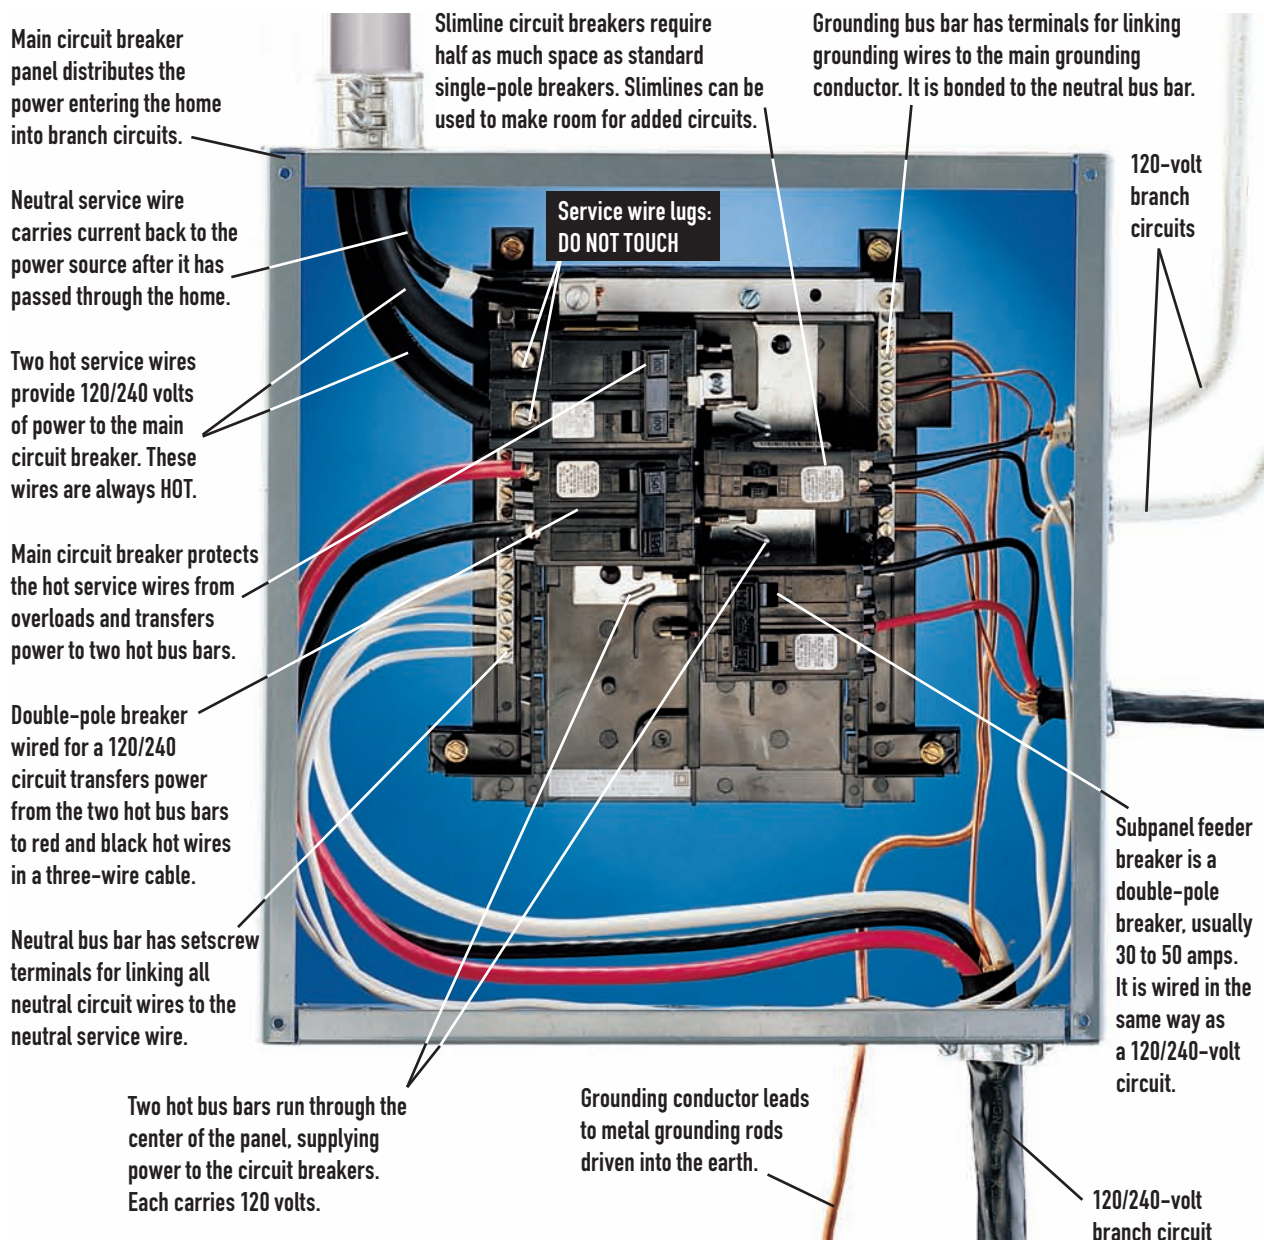 Main circuit breaker
panel distributes the
power entering the home
into branch circuits.
Slimline circuit breakers require
half as much space as standard
single-pole breakers. Slimlines can be
used to make room for added circuits.
Grounding bus bar has terminals for linking
grounding wires to the main grounding
conductor. It is bonded to the neutral bus bar.
120-volt
branch
circuits
Neutral service wire
carries current back to the
power source after it has
passed through the home.
Service wire lugs:
DO NOT TOUCH
Two hot service wires
provide 120/240 volts
of power to the main
circuit breaker. These
wires are always HOT.
Main circuit breaker protects
the hot service wires from
overloads and transfers
power to two hot bus bars.
Double-pole breaker
wired for a 120/240
circuit transfers power
from the two hot bus bars
to red and black hot wires
in a three-wire cable.
Neutral bus bar has setscrew
terminals for linking all
neutral circuit wires to the
neutral service wire.
Subpanel feeder
breaker is a
double-pole
breaker, usually
30 to 50 amps.
It is wired in the
same way as
a 120/240-volt
circuit.
Two hot bus bars run through the
center of the panel, supplying
power to the circuit breakers.
Each carries 120 volts.
Grounding conductor leads
to metal grounding rods
driven into the earth.
120/240-volt
branch circuit